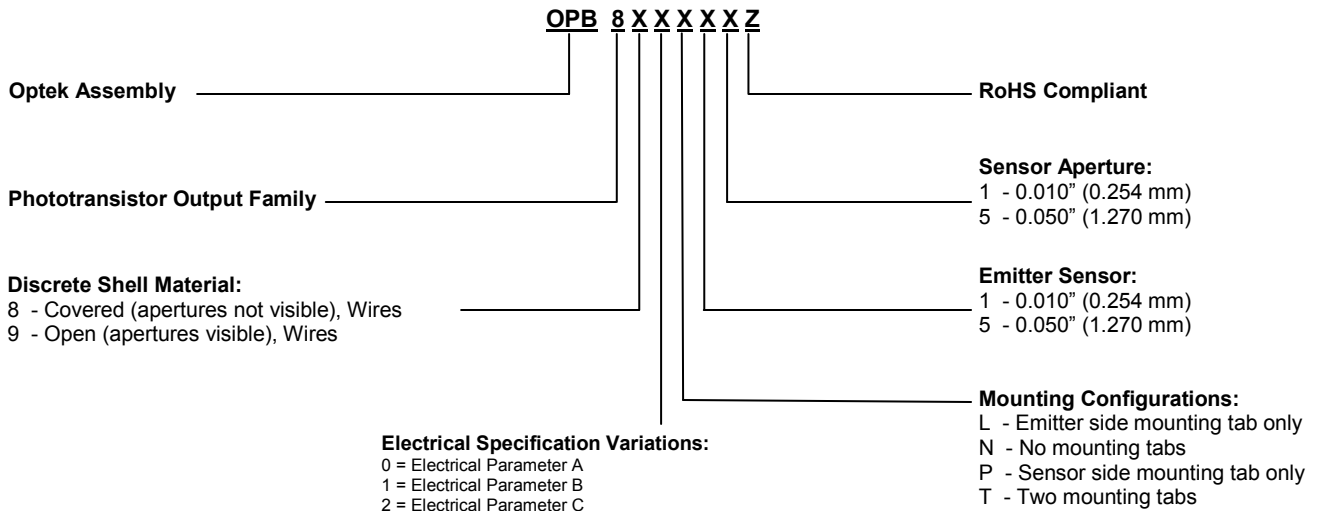 OPB 8 X X X X X Z
Optek Assembly
RoHS Compliant
Phototransistor Output Family
Sensor Aperture:
1 - 0.010” (0.254 mm)
5 - 0.050” (1.270 mm)
Discrete Shell Material:
8 - Covered (apertures not visible), Wires
9 - Open (apertures visible), Wires
Emitter Sensor:
1 - 0.010” (0.254 mm)
5 - 0.050” (1.270 mm)
Electrical Specification Variations:
0 = Electrical Parameter A
1 = Electrical Parameter B
2 = Electrical Parameter C
Mounting Configurations:
L - Emitter side mounting tab only
N - No mounting tabs
P - Sensor side mounting tab only
T - Two mounting tabs